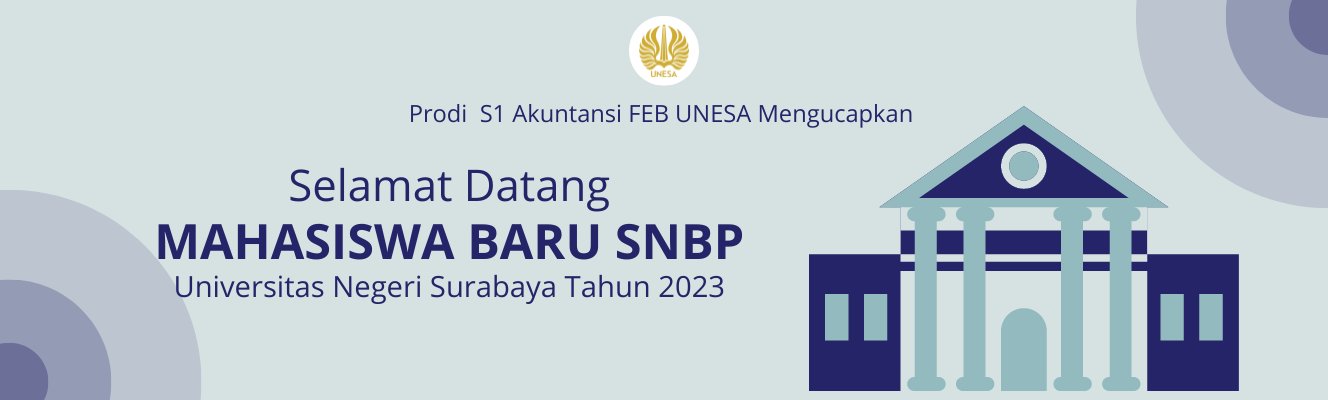 UNESA
Prodi S1 Akuntansi FEB UNESA Mengucapkan
Selamat Datang
MAHASISWA BARU SNBP
Universitas Negeri Surabaya Tahun 2023